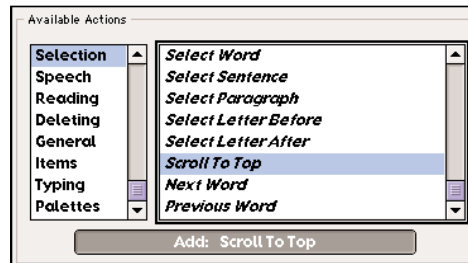 Available Actions
Selection
Speech
Reading
Deleting
General
Items
Typing
Palettes
Select Word
Select Sentence
Select Paragraph
Select Letter Before
Select Letter After
Scroll To Top
Next Word
Previous Word
Add: Scroll To Top